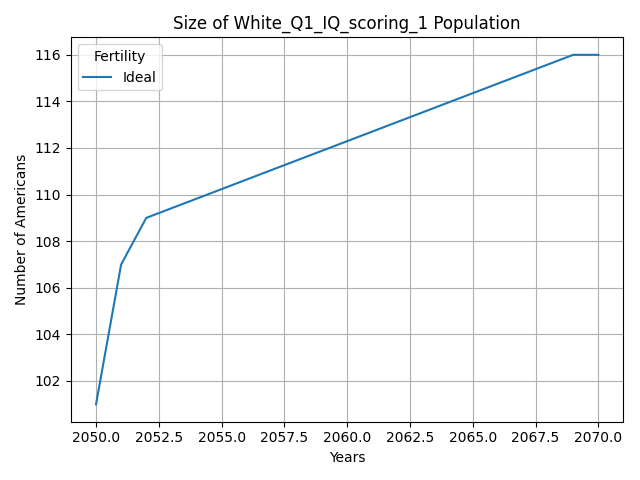 Size of White_Q1_IQ_scoring_1 Population
Fertility
Ideal
Number of Americans
116
114
112
110
108
106
104
102
2050.0 2052.5 2055.0 2057.5 2060.0 2062.5 2065.0 2067.5 2070.0
Years